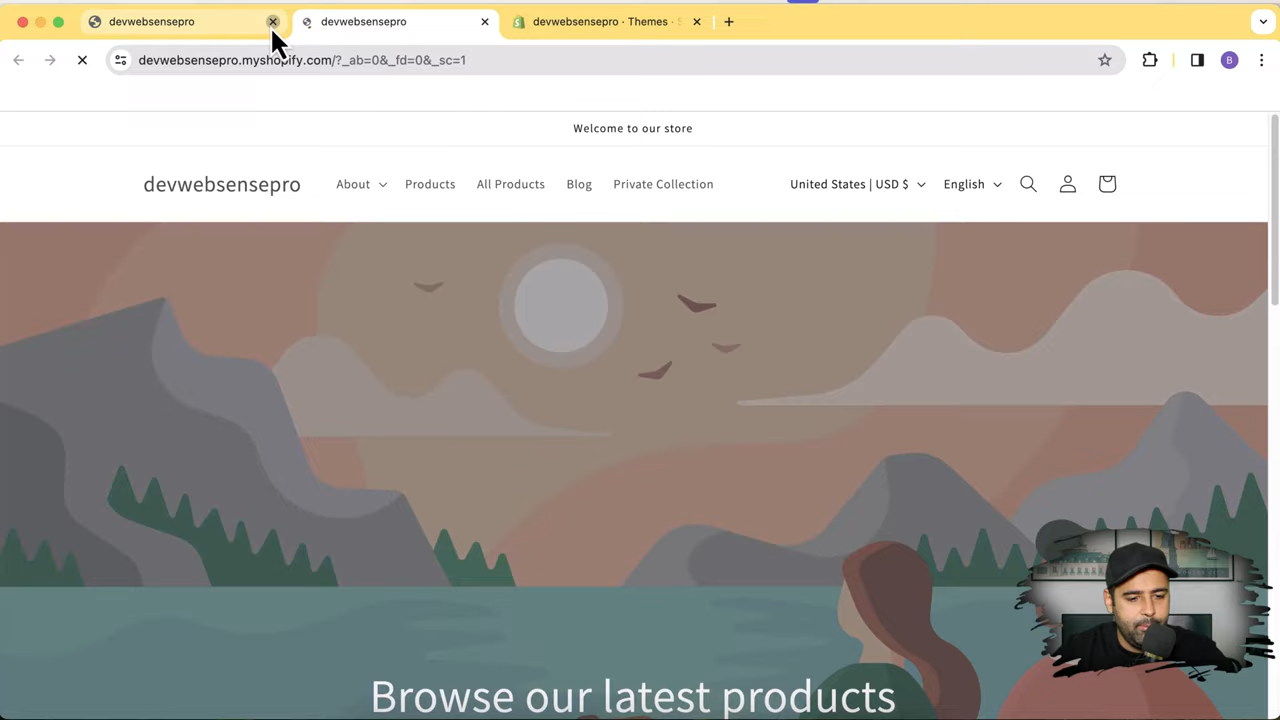 devwebsensepro
devwebsensepro
devwebsensepro · Themes ·
devwebsensepro.myshopify.com/?_ab=0&_fd=0&_sc=1
B
Welcome to our store
devwebsensepro
About
Products
All Products
Blog
Private Collection
United States | USD $
English
Browse our latest products